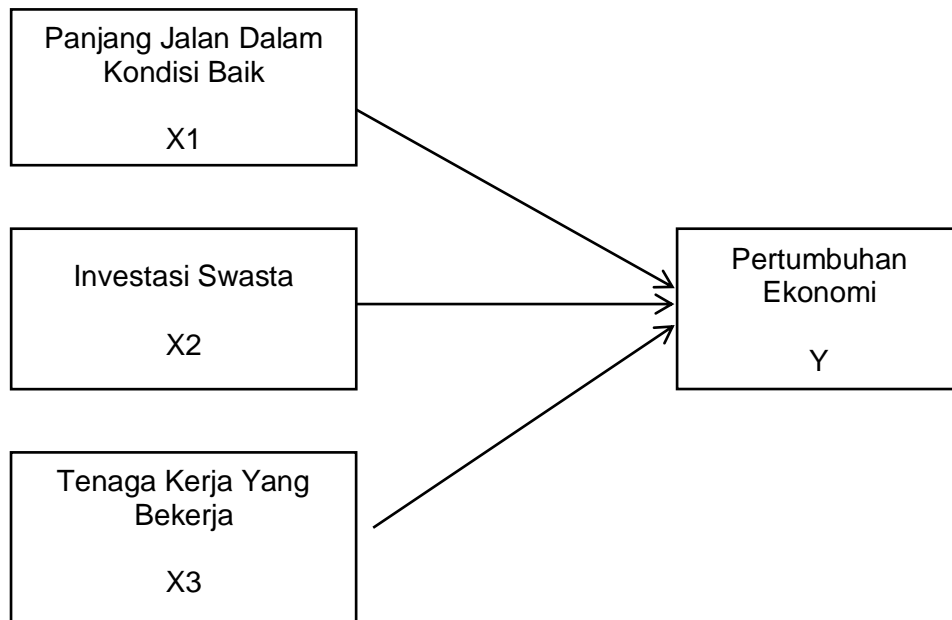 Panjang Jalan Dalam
Kondisi Baik
X1
Investasi Swasta
X2
Tenaga Kerja Yang
Bekerja
X3
Pertumbuhan
Ekonomi
Y